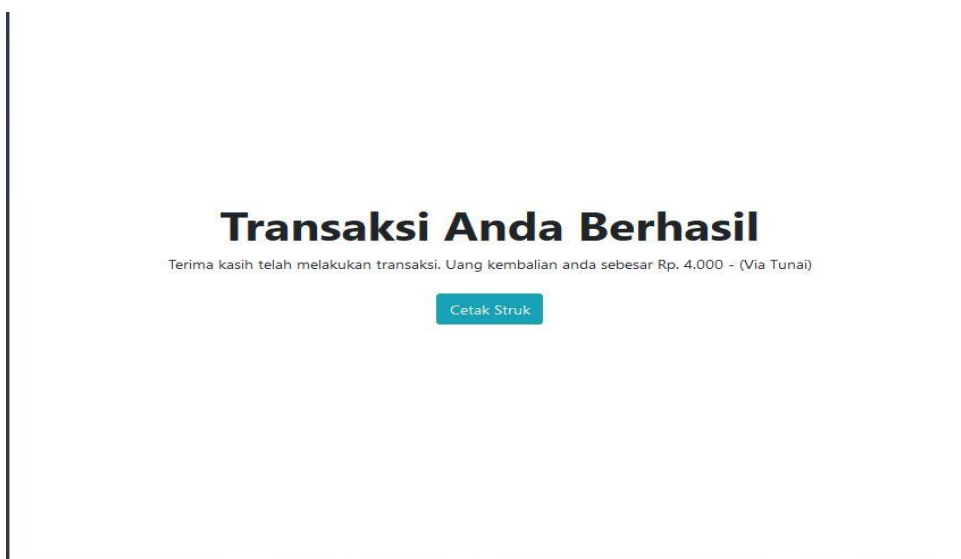 Transaksi Anda Berhasil
Terima kasih telah melakukan transaksi. Uang kembalian anda sebesar Rp. 4.000 - (Via Tunai)
Cetak Struk